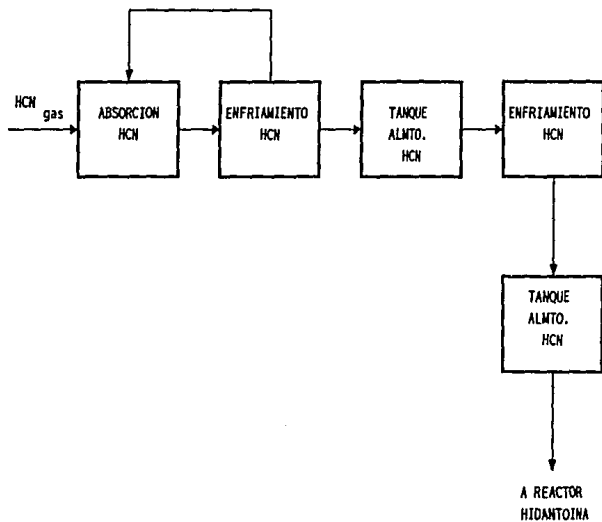 HCN gas
ABSORCION
HCN
ENFRIAMIENTO
HCN
TANQUE
ALMTO.
HCN
ENFRIAMIENTO
HCN
TANQUE
ALMTO.
HCN
A REACTOR
HIDANTOINA